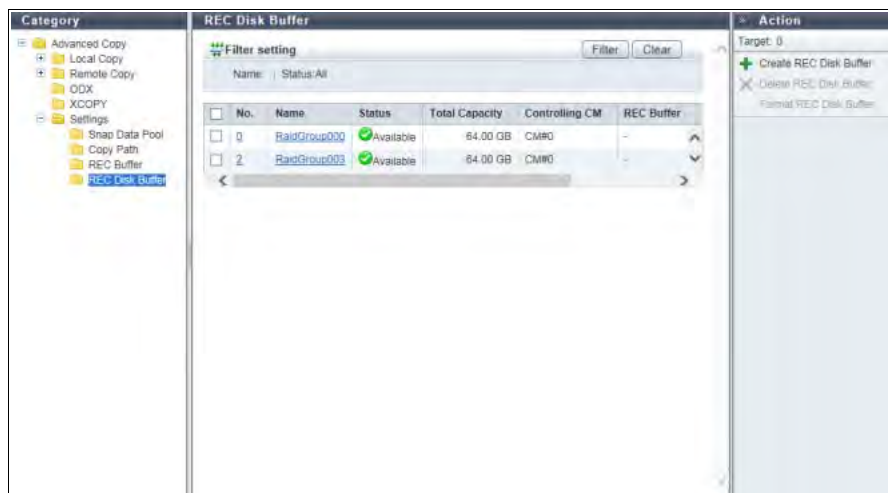 Category
Advanced Copy
Local Copy
Remote Copy
ODX
XCOPY
Settings
Snap Data Pool
Copy Path
REC Buffer
REC Disk Buffer
REC Disk Buffer
Filter setting
Filter Clear
Name: | Status:All
No. Name Status Total Capacity Controlling CM REC Buffer
0 RaidGroup000 Available 64.00 GB CM#0 -
2 RaidGroup003 Available 64.00 GB CM#0 -
» Action
Target: 0
Create REC Disk Buffer
Delete REC Disk Buffer
Format REC Disk Buffer